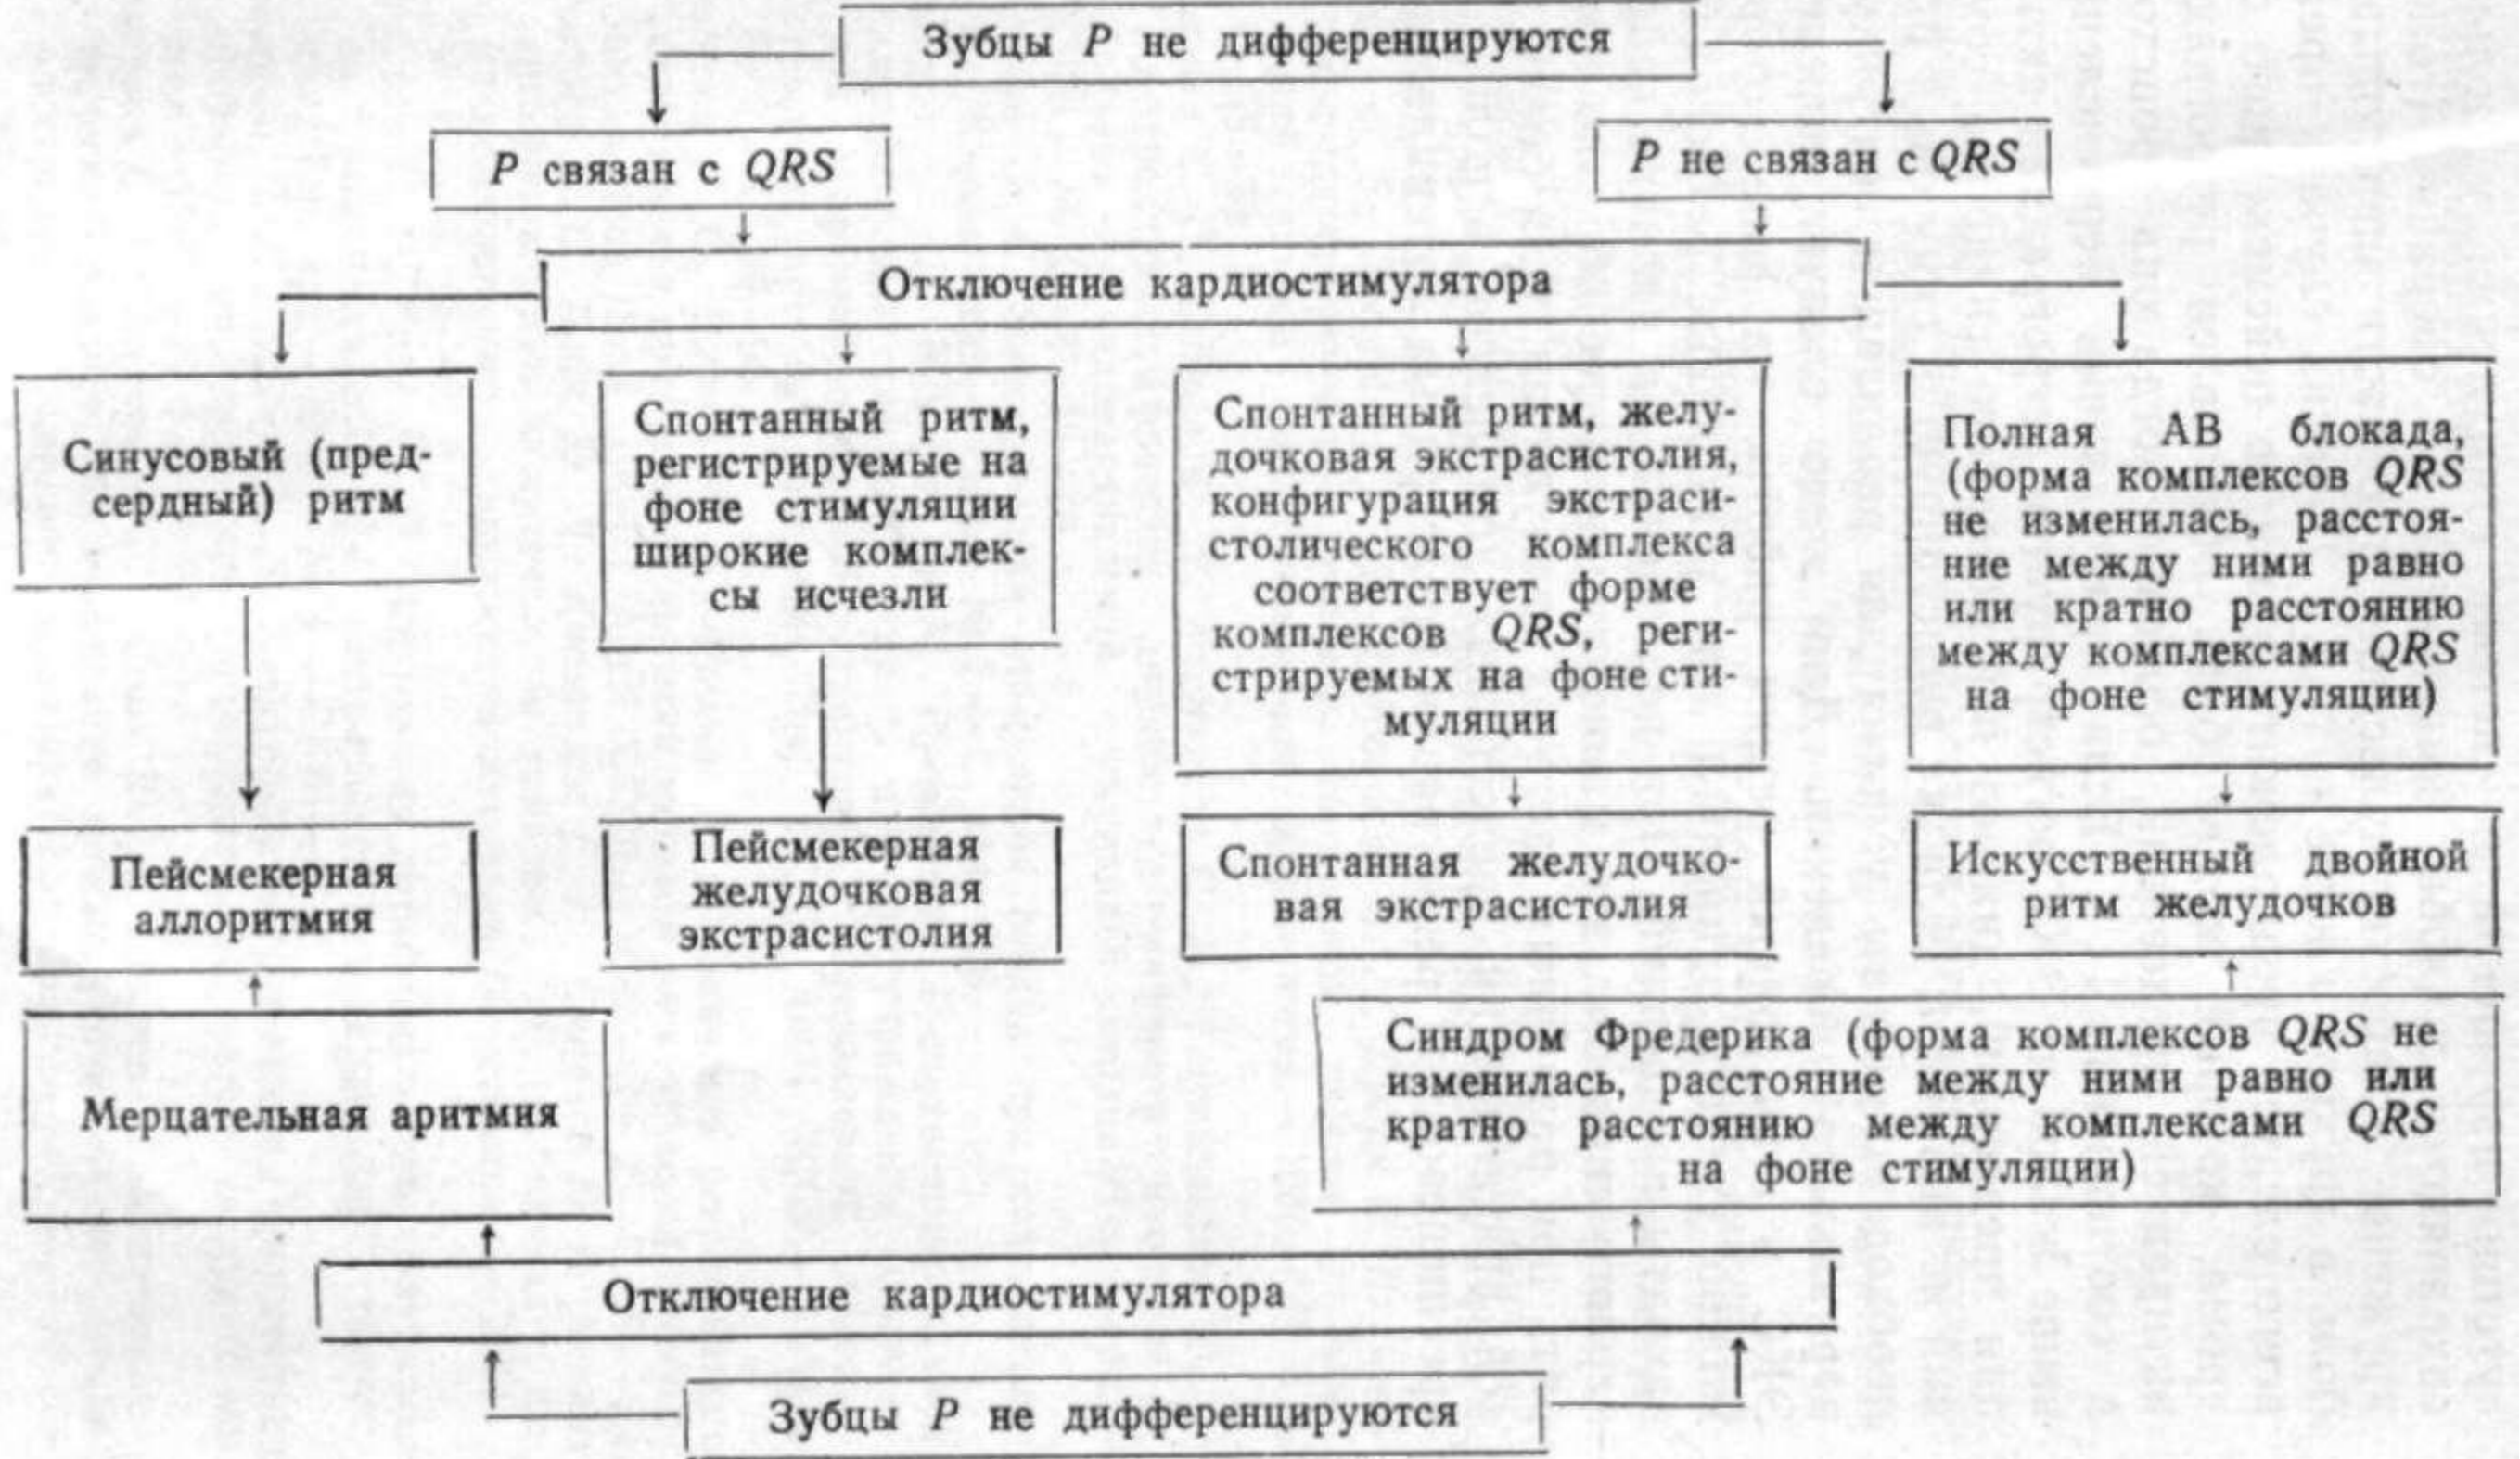 Зубцы P не дифференцируются
P связан с QRS
P не связан с QRS
Отключение кардиостимулятора
Синусовый (пред-
сердный) ритм
Спонтанный ритм,
регистрируемые на
фоне стимуляции
широкие комплек-
сы исчезли
Спонтанный ритм, желу-
дочковая экстрасистолия,
конфигурация экстраси-
столического комплекса
соответствует форме
комплексов QRS, реги-
стрируемых на фоне сти-
муляции
Полная АВ блокада,
(форма комплексов QRS
не изменилась, расстоя-
ние между ними равно
или кратно расстоянию
между комплексами QRS
на фоне стимуляции)
Пейсмекерная
аллоритмия
Пейсмекерная
желудочковая
экстрасистолия
Спонтанная желудочко-
вая экстрасистолия
Искусственный двойной
ритм желудочков
Мерцательная аритмия
Синдром Фредерика (форма комплексов QRS не
изменилась, расстояние между ними равно или
кратно расстоянию между комплексами QRS
на фоне стимуляции)
Отключение кардиостимулятора
Зубцы P не дифференцируются